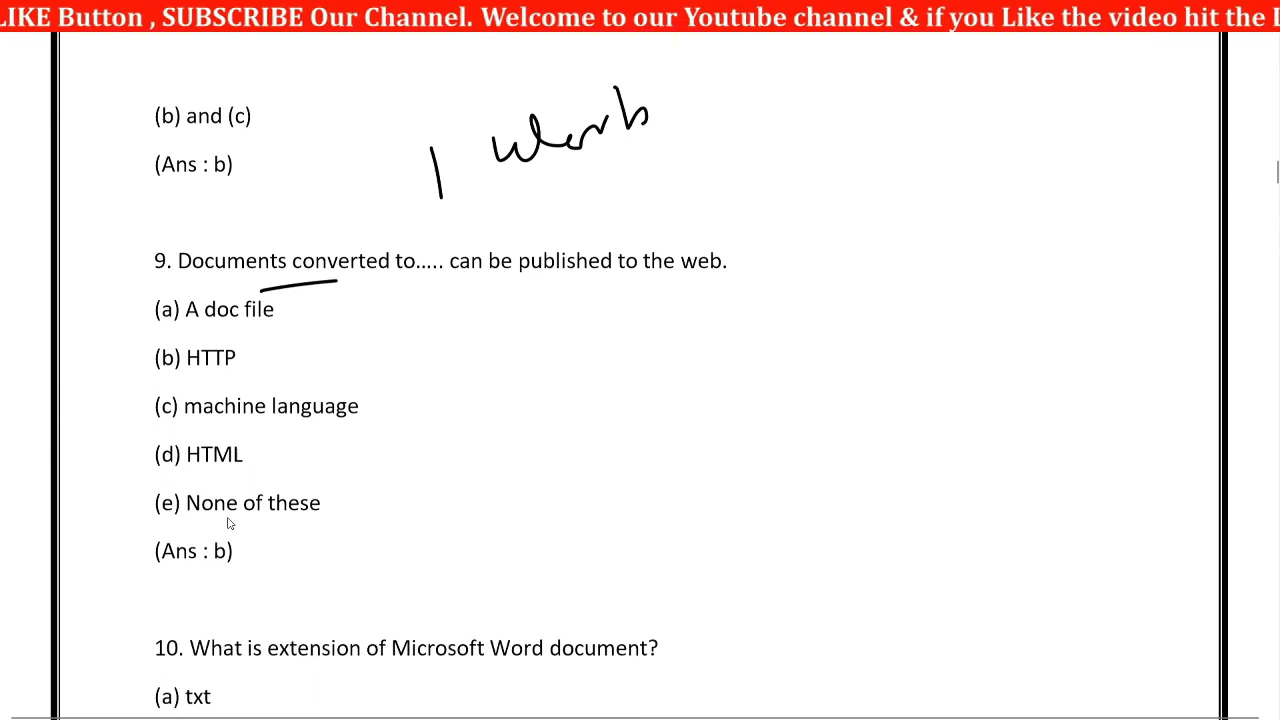 LIKE Button , SUBSCRIBE Our Channel. Welcome to our Youtube channel & if you Like the video hit the
(b) and (c)
(Ans : b)
9. Documents converted to..... can be published to the web.
(a) A doc file
(b) HTTP
(c) machine language
(d) HTML
(e) None of these
(Ans : b)
10. What is extension of Microsoft Word document?
(a) txt